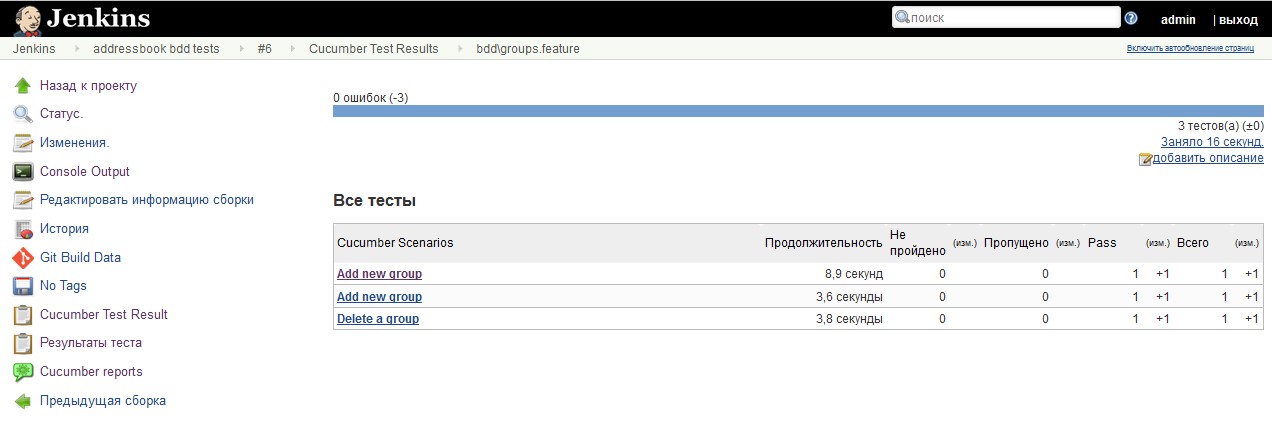 Jenkins
поиск
admin
| выход
Jenkins addressbook bdd tests #6 Cucumber Test Results bdd\groups.feature
Включить автообновление страниц
Назад к проекту
Статус.
Изменения.
Console Output
Редактировать информацию сборки
История
Git Build Data
No Tags
Cucumber Test Result
Результаты теста
Cucumber reports
Предыдущая сборка
0 ошибок (-3)
3 тестов(а) (±0)
Заняло 16 секунд.
добавить описание
Все тесты
Cucumber Scenarios Продолжительность Не пройдено (изм.) Пропущено (изм.) Pass (изм.) Всего (изм.)
Add new group 8,9 секунд 0 0 1 +1 1 +1
Add new group 3,6 секунды 0 0 1 +1 1 +1
Delete a group 3,8 секунды 0 0 1 +1 1 +1